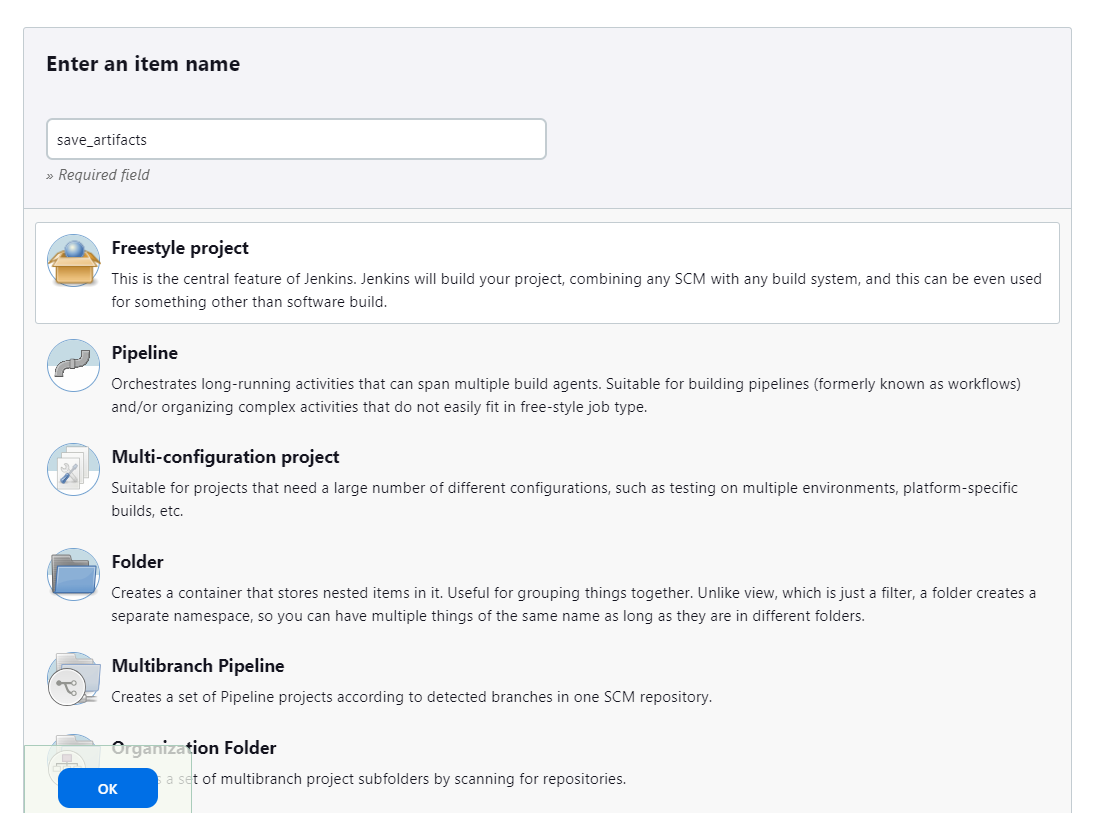 Enter an item name
save_artifacts
» Required field
Freestyle project
This is the central feature of Jenkins. Jenkins will build your project, combining any SCM with any build system, and this can be even used
for something other than software build.
Pipeline
Orchestrates long-running activities that can span multiple build agents. Suitable for building pipelines (formerly known as workflows)
and/or organizing complex activities that do not easily fit in free-style job type.
Multi-configuration project
Suitable for projects that need a large number of different configurations, such as testing on multiple environments, platform-specific
builds, etc.
Folder
Creates a container that stores nested items in it. Useful for grouping things together. Unlike view, which is just a filter, a folder creates a
separate namespace, so you can have multiple things of the same name as long as they are in different folders.
Multibranch Pipeline
Creates a set of Pipeline projects according to detected branches in one SCM repository.
Organization Folder
a set of multibranch project subfolders by scanning for repositories.
OK